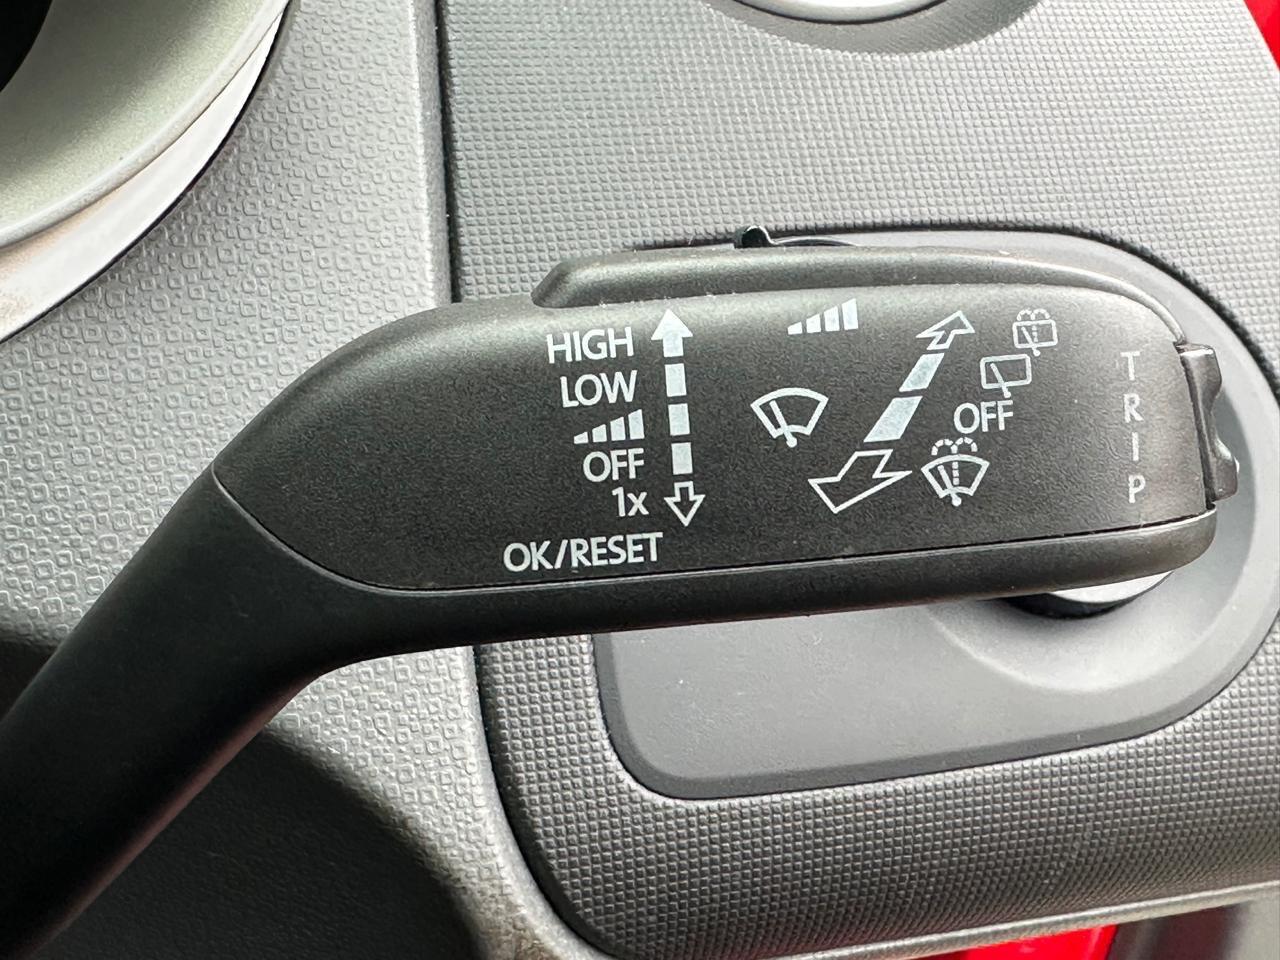 HIGH
LOW
OFF
1x
OK/RESET
OFF
TRIP